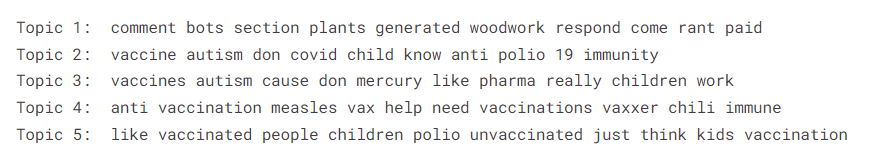 Topic 1: comment bots section plants generated woodwork respond come rant paid
Topic 2: vaccine autism don covid child know anti polio 19 immunity
Topic 3: vaccines autism cause don mercury like pharma really children work
Topic 4: anti vaccination measles vax help need vaccinations vaxxer chili immune
Topic 5: like vaccinated people children polio unvaccinated just think kids vaccination